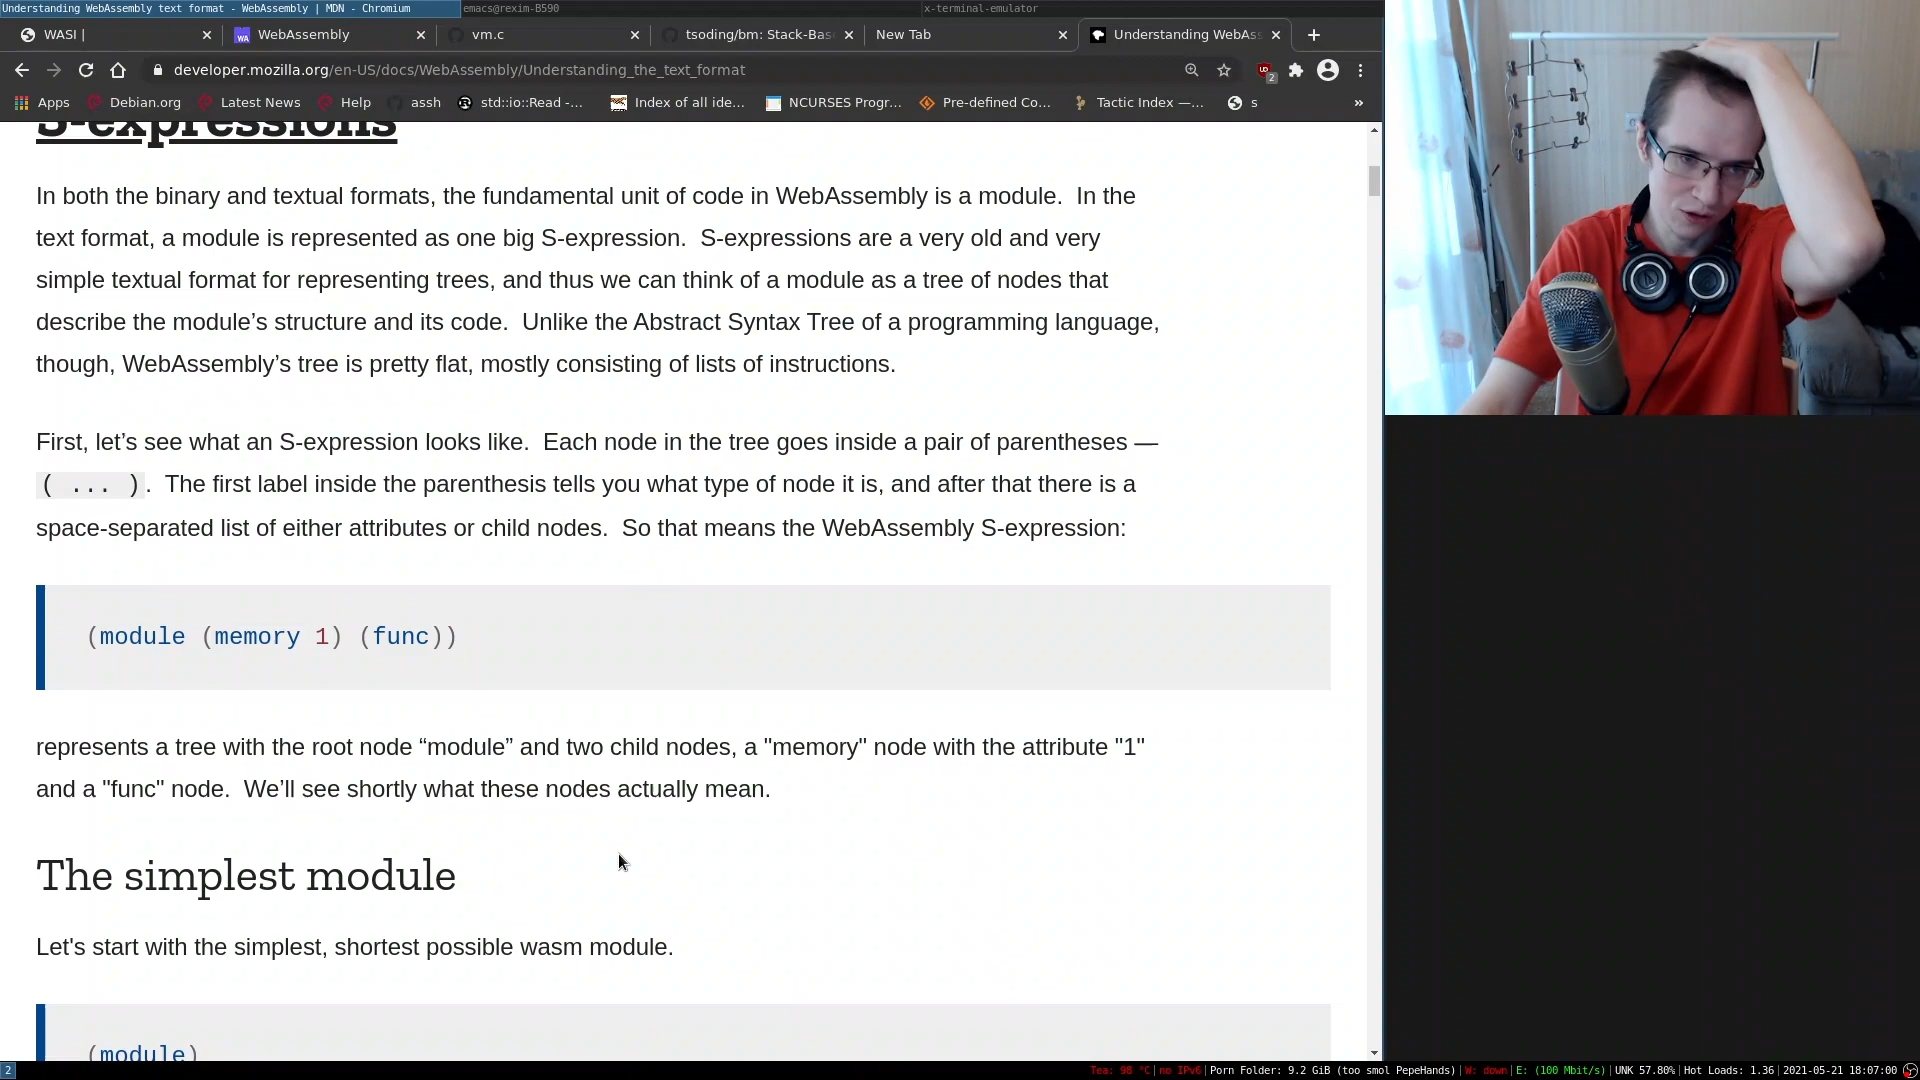 Understanding WebAssembly text format - WebAssembly | MDN - Chromium
emacs@rexim-B590
x-terminal-emulator
WASI |
WebAssembly
vm.c
tsoding/bm: Stack-Bas
New Tab
Understanding WebAs
developer.mozilla.org/en-US/docs/WebAssembly/Understanding_the_text_format
2
Apps
Debian.org
Latest News
Help
assh
std::io::Read -...
Index of all ide...
NCURSES Progr...
Pre-defined Co...
Tactic Index —...
s
»
S-expressions
In both the binary and textual formats, the fundamental unit of code in WebAssembly is a module.  In the
text format, a module is represented as one big S-expression.  S-expressions are a very old and very
simple textual format for representing trees, and thus we can think of a module as a tree of nodes that
describe the module’s structure and its code.  Unlike the Abstract Syntax Tree of a programming language,
though, WebAssembly’s tree is pretty flat, mostly consisting of lists of instructions.
First, let’s see what an S-expression looks like.  Each node in the tree goes inside a pair of parentheses —
( ... ).  The first label inside the parenthesis tells you what type of node it is, and after that there is a
space-separated list of either attributes or child nodes.  So that means the WebAssembly S-expression:
(module (memory 1) (func))
represents a tree with the root node “module” and two child nodes, a "memory" node with the attribute "1"
and a "func" node.  We’ll see shortly what these nodes actually mean.
The simplest module
Let's start with the simplest, shortest possible wasm module.
(module)
2
Tea: 98 °C|no IPv6|Porn Folder: 9.2 GiB (too smol PepeHands)|W: down|E: (100 Mbit/s)|UNK 57.80%|Hot Loads: 1.36|2021-05-21 18:07:00